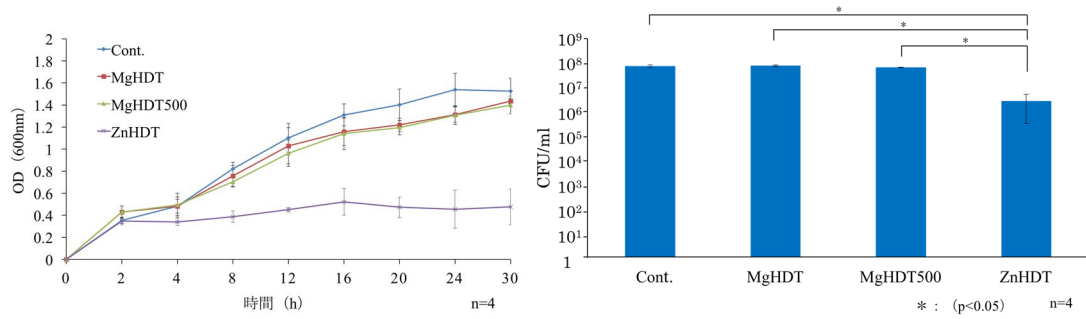 2
1.8
1.6
1.4
1.2
1
0.8
0.6
0.4
0.2
0
OD (600nm)
Cont.
MgHDT
MgHDT500
ZnHDT
0 2 4 8 12 16 20 24 30
時間（h）
n=4
*
*
*
10⁹
10⁸
10⁷
10⁶
10⁵
10⁴
10³
10²
10¹
1
CFU/ml
Cont. MgHDT MgHDT500 ZnHDT
＊：（p<0.05）
n=4